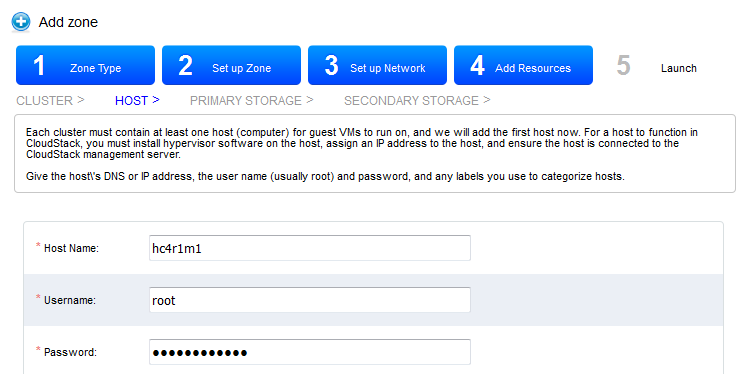 Add zone
1 Zone Type 2 Set up Zone 3 Set up Network 4 Add Resources 5 Launch
CLUSTER > HOST > PRIMARY STORAGE > SECONDARY STORAGE >
Each cluster must contain at least one host (computer) for guest VMs to run on, and we will add the first host now. For a host to function in
CloudStack, you must install hypervisor software on the host, assign an IP address to the host, and ensure the host is connected to the
CloudStack management server.
Give the host\'s DNS or IP address, the user name (usually root) and password, and any labels you use to categorize hosts.
* Host Name: hc4r1m1
* Username: root
* Password: ●●●●●●●●●●●●